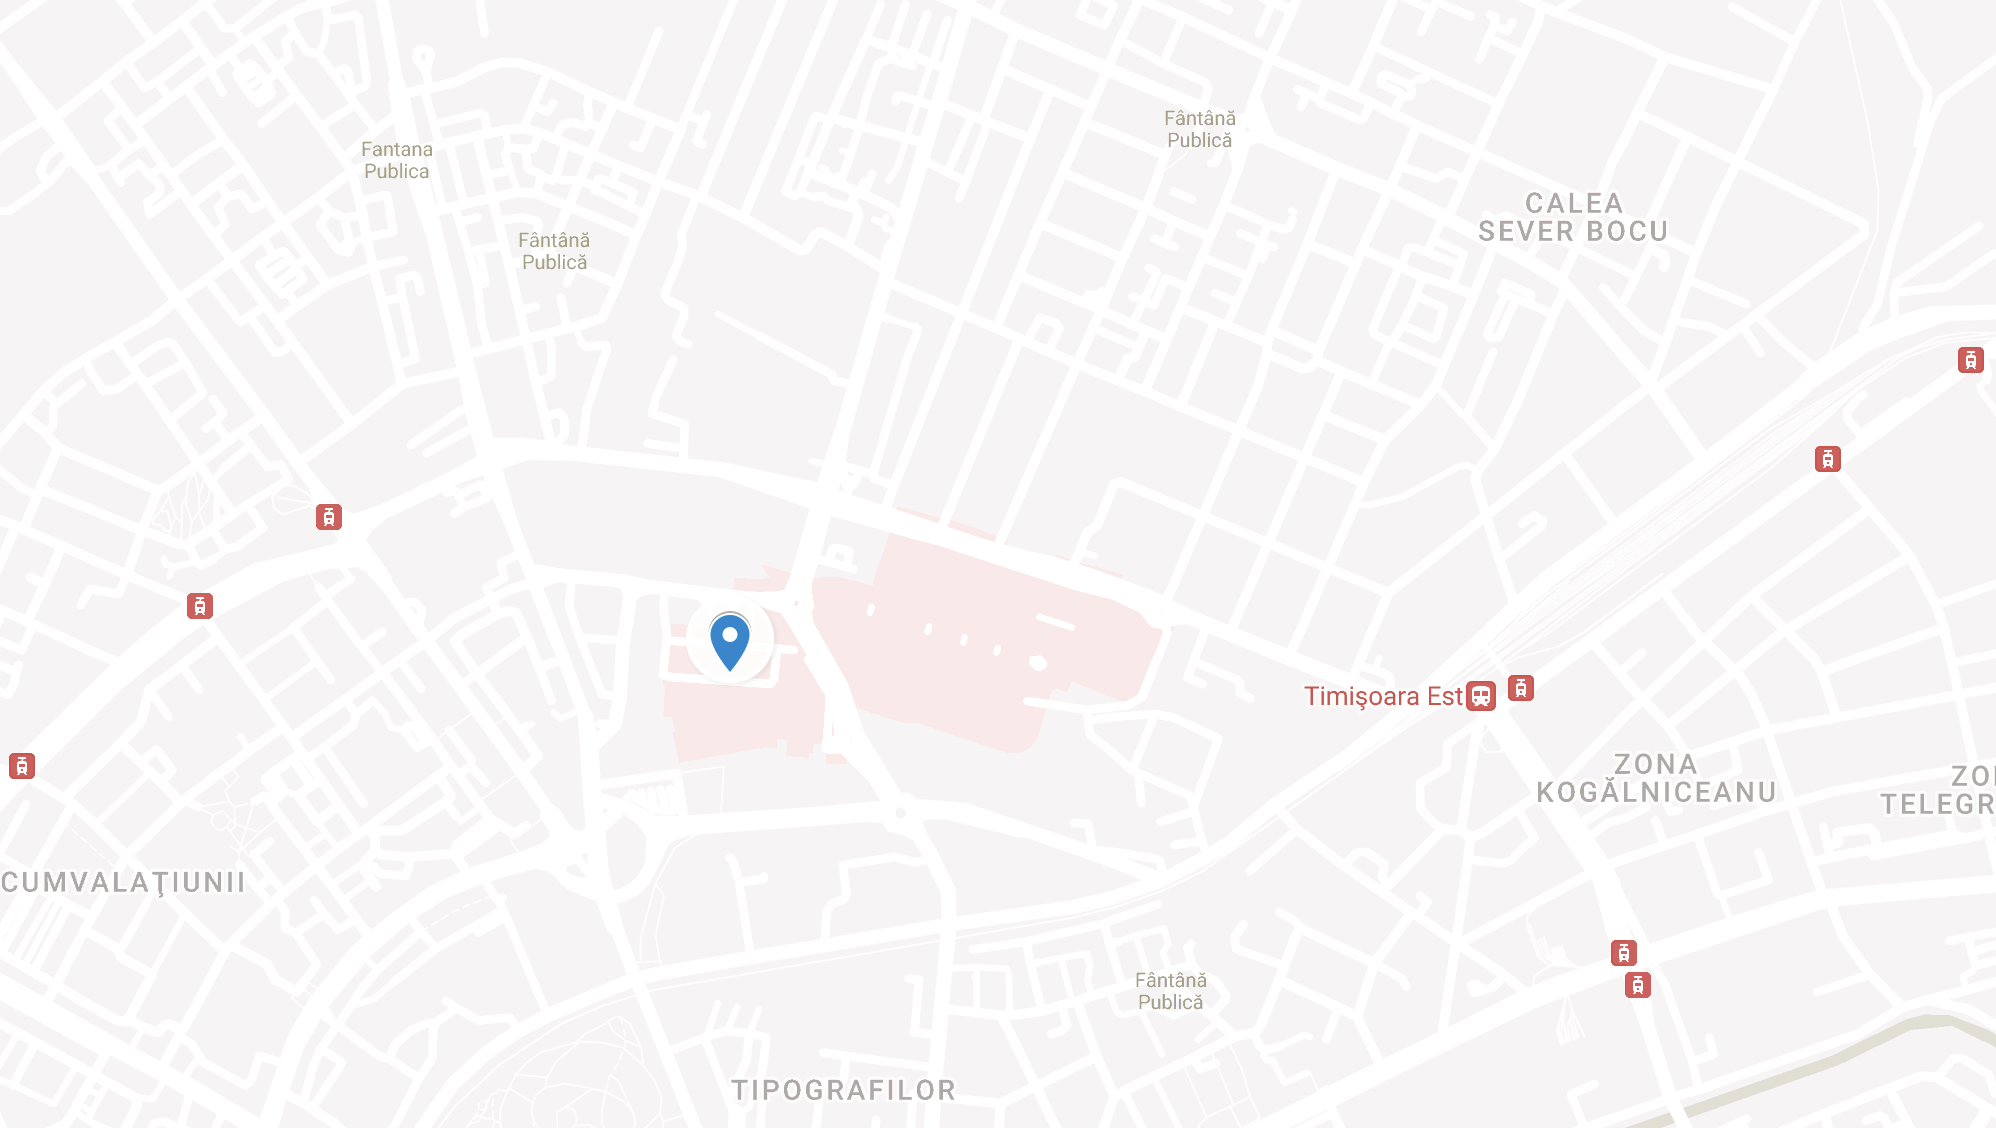 Fântână
Publică
Fantana
Publica
CALEA
SEVER BOCU
Fântână
Publică
Timişoara Est
ZONA
KOGĂLNICEANU
ZO
TELEGR
CUMVALAŢIUNII
Fântână
Publică
TIPOGRAFILOR